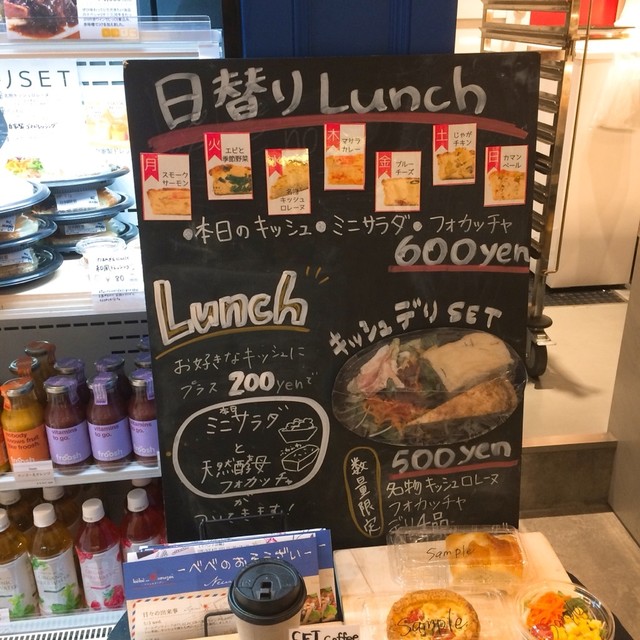 日替りLunch
月
スモーク
サーモン
火
エビと
季節野菜
名物
キッシュ
ロレーヌ
木
マサラ
カレー
金
ブルー
チーズ
土
じゃが
チキン
日
カマン
ベール
•本日のキッシュ•ミニサラダ•フォカッチャ
600yen
Lunch
お好きなキッシュに
プラス 200yenで
ミニサラダ
と
天然酵母
フォカッチャ
が
ついてきます!
キッシュデリSET
500yen
数量限定
名物キッシュロレーヌ
フォカッチャ
デリ4品
SET
froosh
froosh
Sample
Sample
SET Coffee